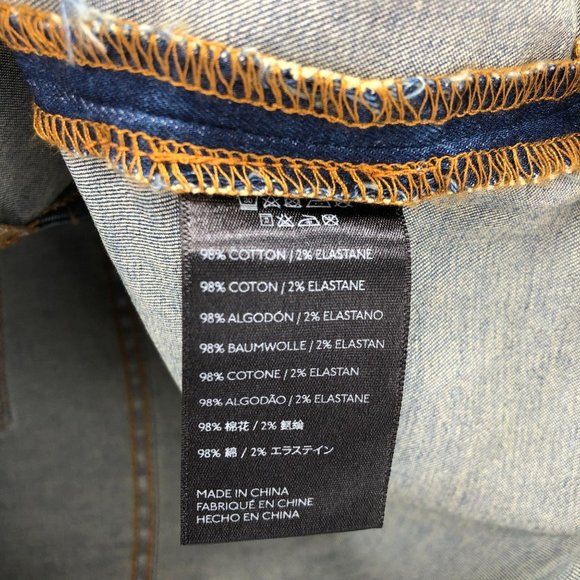 98% COTTON / 2% ELASTANE
98% COTON / 2% ELASTANE
98% ALGODÓN / 2% ELASTANO
98% BAUMWOLLE / 2% ELASTAN
98% COTONE / 2% ELASTAN
98% ALGODÃO / 2% ELASTANE
98% 棉花 / 2%
98% 綿 / 2% エラステイン
MADE IN CHINA
FABRIQUÉ EN CHINE
HECHO EN CHINA